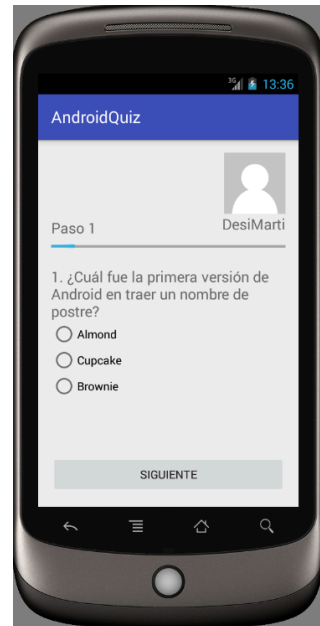 3G 13:36
AndroidQuiz
Paso 1
DesiMarti
1. ¿Cuál fue la primera versión de
Android en traer un nombre de
postre?
Almond
Cupcake
Brownie
SIGUIENTE